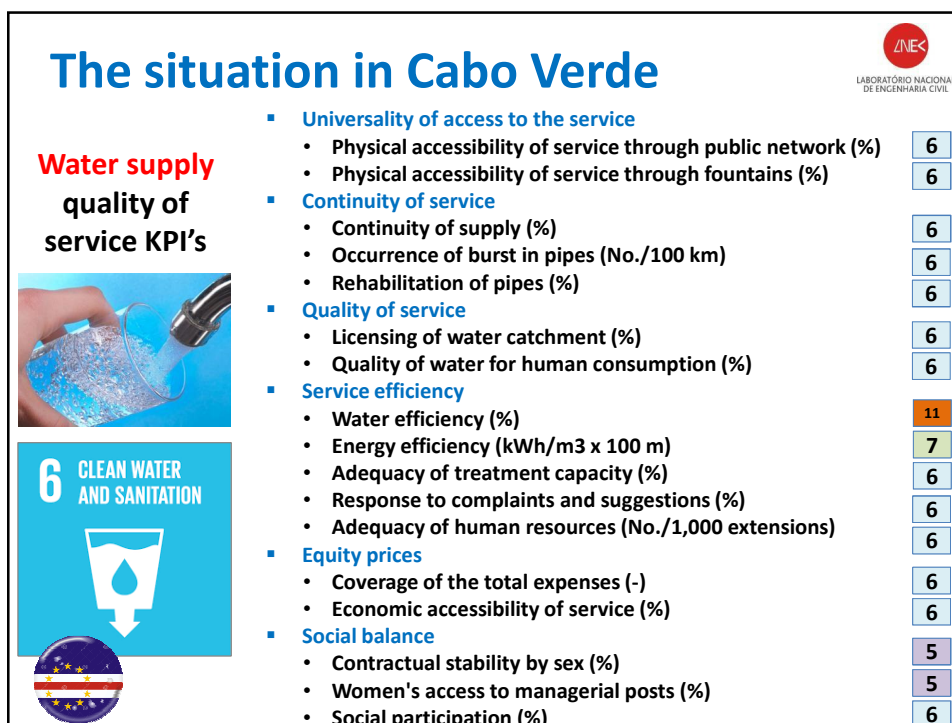 The situation in Cabo Verde
LNEC
LABORATÓRIO NACIONA
DE ENGENHARIA CIVIL
Water supply
quality of
service KPI's
6 CLEAN WATER
AND SANITATION
▪ Universality of access to the service
• Physical accessibility of service through public network (%) 6
• Physical accessibility of service through fountains (%) 6
▪ Continuity of service
• Continuity of supply (%) 6
• Occurrence of burst in pipes (No./100 km) 6
• Rehabilitation of pipes (%) 6
▪ Quality of service
• Licensing of water catchment (%) 6
• Quality of water for human consumption (%) 6
▪ Service efficiency
• Water efficiency (%) 11
• Energy efficiency (kWh/m3 x 100 m) 7
• Adequacy of treatment capacity (%) 6
• Response to complaints and suggestions (%) 6
• Adequacy of human resources (No./1,000 extensions) 6
▪ Equity prices
• Coverage of the total expenses (-) 6
• Economic accessibility of service (%) 6
▪ Social balance
• Contractual stability by sex (%) 5
• Women's access to managerial posts (%) 5
• Social participation (%) 6